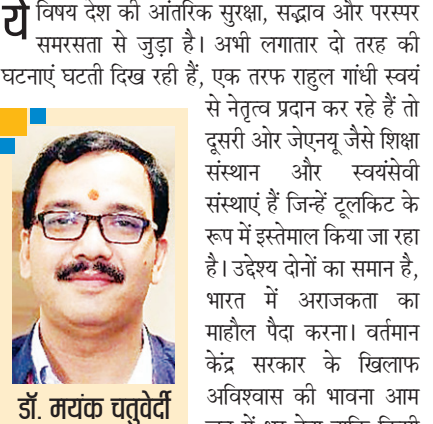 ये विषय देश की आंतरिक सुरक्षा, सद्भाव और परस्पर
समरसता से जुड़ा है। अभी लगातार दो तरह की
घटनाएं घटती दिख रही हैं, एक तरफ राहुल गांधी स्वयं
से नेतृत्व प्रदान कर रहे हैं तो
दूसरी ओर जेएनयू जैसे शिक्षा
संस्थान और स्वयंसेवी
संस्थाएं हैं जिन्हें टूलकिट के
रूप में इस्तेमाल किया जा रहा
है। उद्देश्य दोनों का समान है,
भारत में अराजकता का
माहौल पैदा करना। वर्तमान
केंद्र सरकार के खिलाफ
अविश्वास की भावना आम
डॉ. मयंक चतुर्वेदी